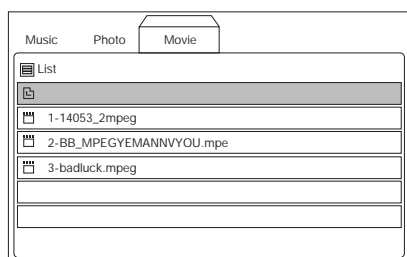 Music Photo Movie
List
1-14053_2mpeg
2-BB_MPEGYEMANNVYOU.mpe
3-badluck.mpeg